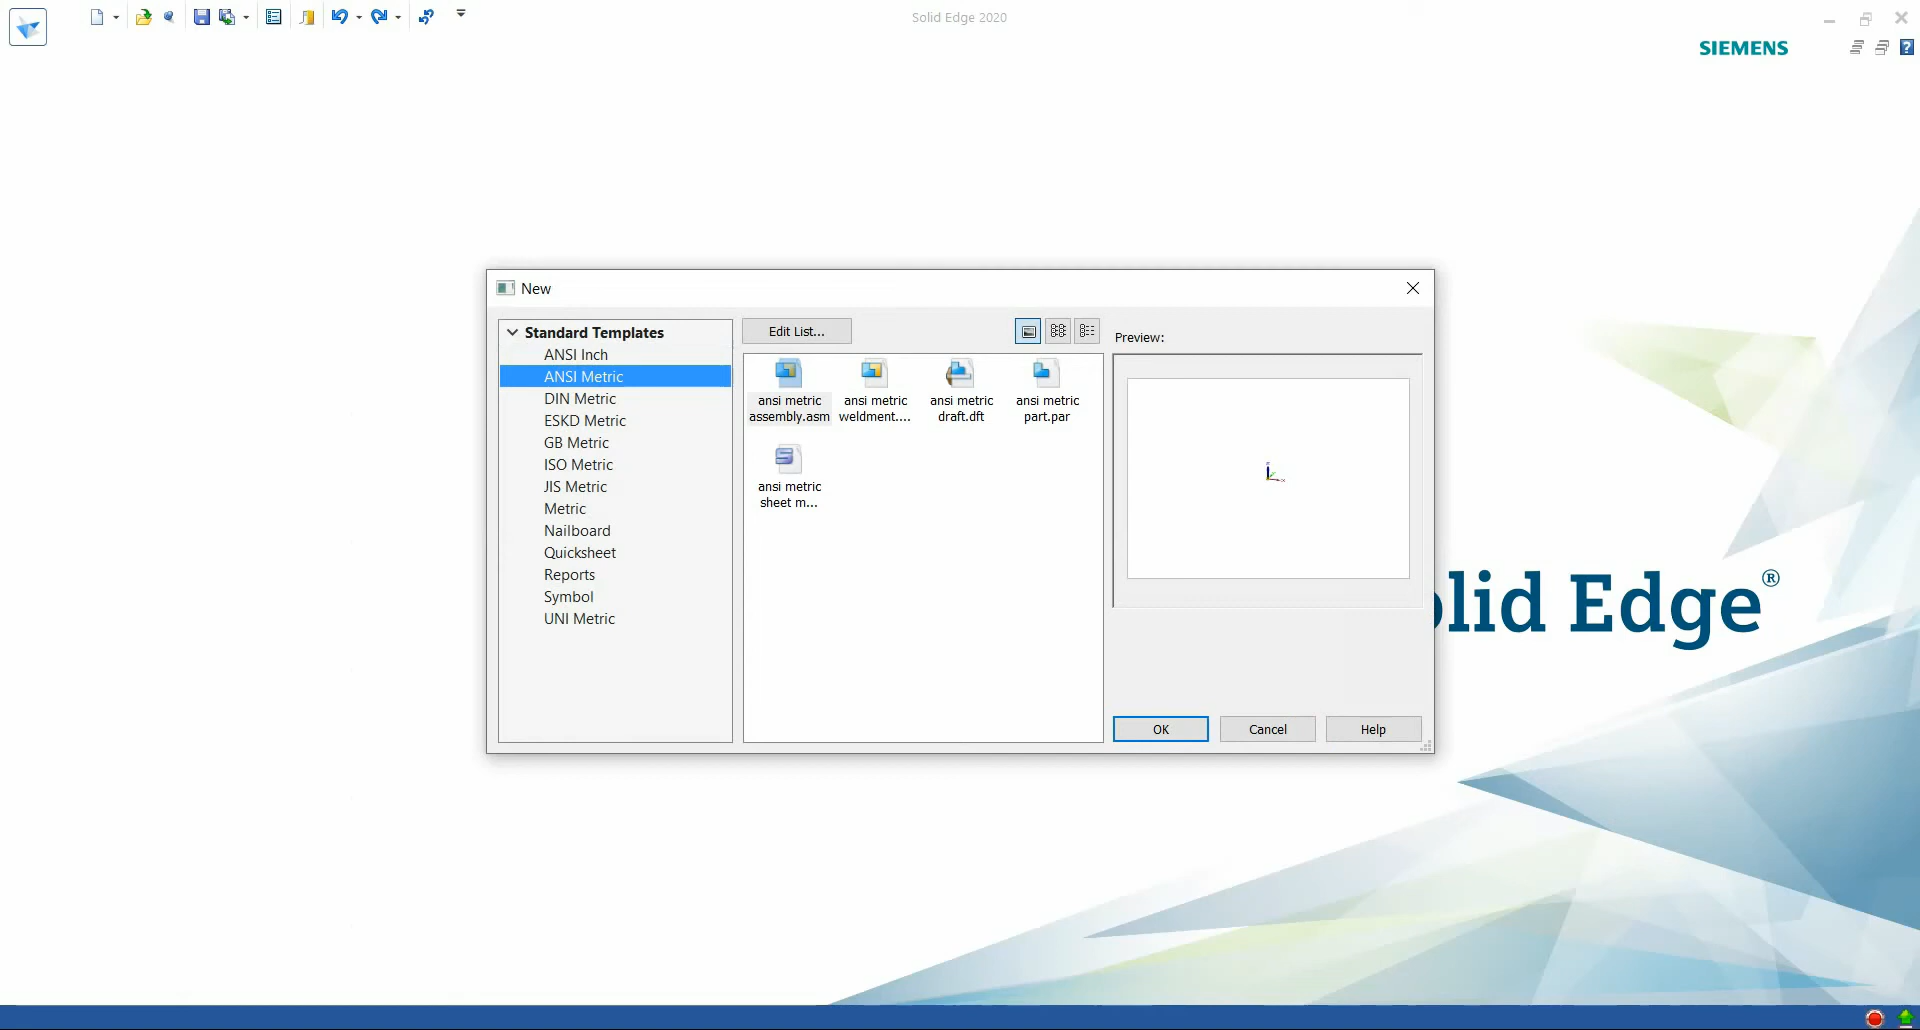 Solid Edge 2020
SIEMENS
?
New
Standard Templates
ANSI Inch
ANSI Metric
DIN Metric
ESKD Metric
GB Metric
ISO Metric
JIS Metric
Metric
Nailboard
Quicksheet
Reports
Symbol
UNI Metric
Edit List...
ansi metric
assembly.asm
ansi metric
weldment....
ansi metric
draft.dft
ansi metric
part.par
ansi metric
sheet m...
Preview:
OK
Cancel
Help
olid Edge®